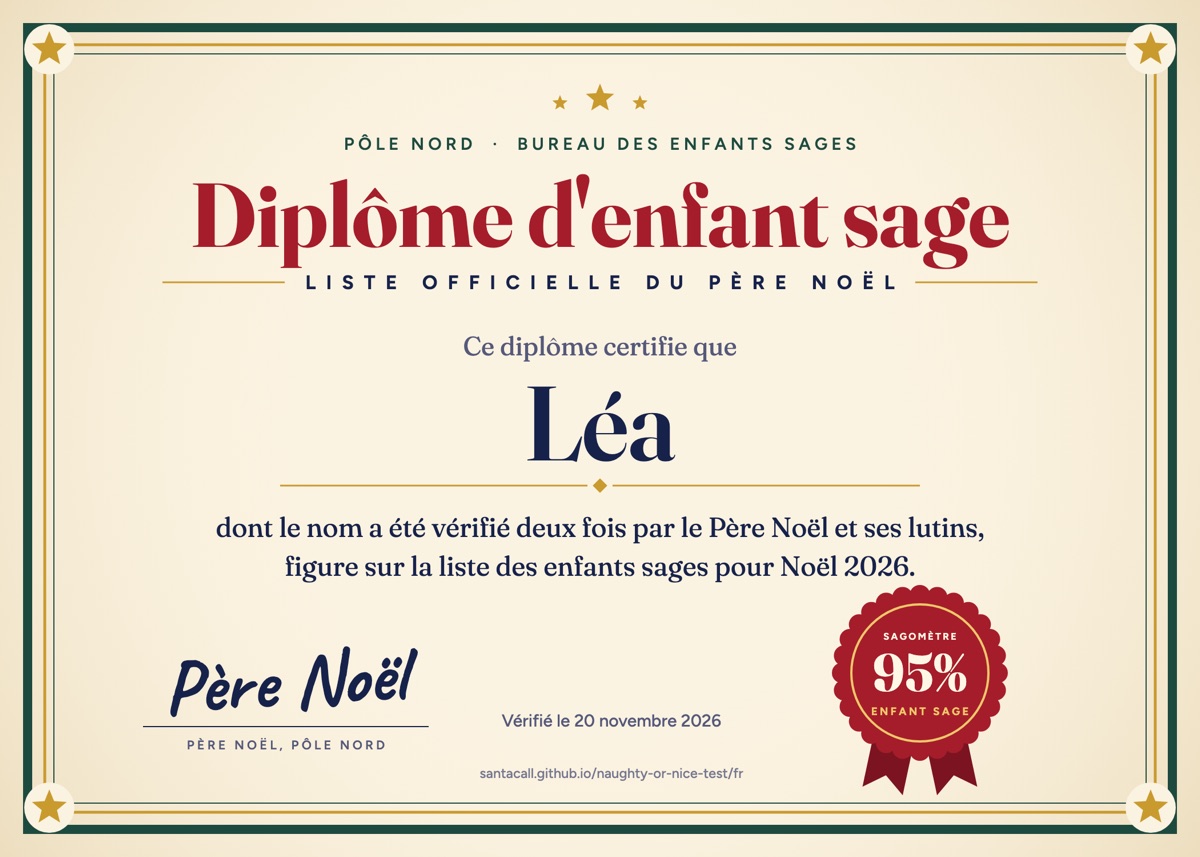 PÔLE NORD · BUREAU DES ENFANTS SAGES
Diplôme d'enfant sage
LISTE OFFICIELLE DU PÈRE NOËL
Ce diplôme certifie que
Léa
dont le nom a été vérifié deux fois par le Père Noël et ses lutins,
figure sur la liste des enfants sages pour Noël 2026.
SAGOMÈTRE
95%
ENFANT SAGE
Père Noël
PÈRE NOËL, PÔLE NORD
Vérifié le 20 novembre 2026
santacall.github.io/naughty-or-nice-test/fr